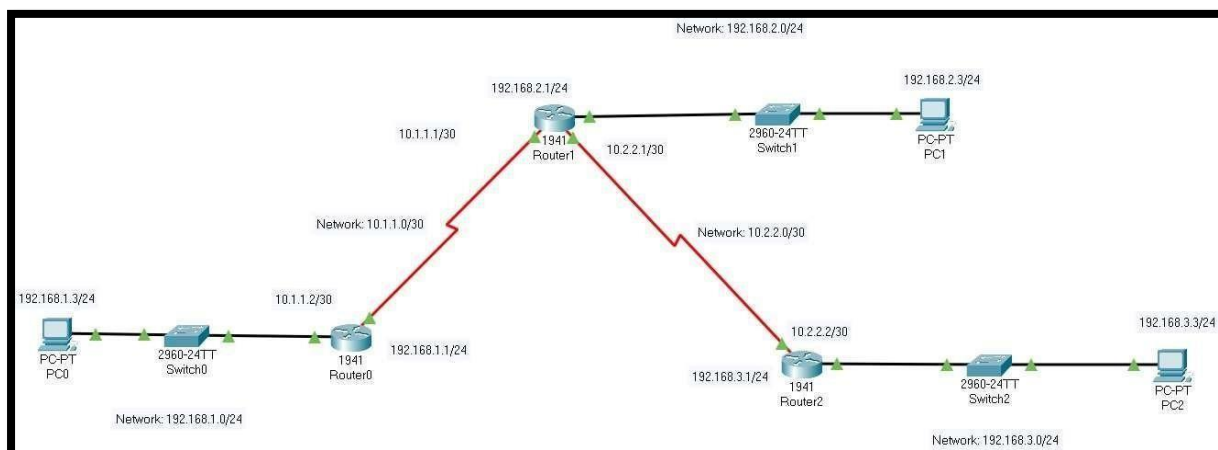 Network: 192.168.2.0/24
192.168.2.1/24
192.168.2.3/24
10.1.1.1/30
1941
Router1
10.2.2.1/30
2960-24TT
Switch1
PC-PT
PC1
Network: 10.1.1.0/30
Network: 10.2.2.0/30
192.168.1.3/24
10.1.1.2/30
PC-PT
PC0
2960-24TT
Switch0
192.168.1.1/24
1941
Router0
Network: 192.168.1.0/24
10.2.2.2/30
192.168.3.3/24
192.168.3.1/24
1941
Router2
2960-24TT
Switch2
PC-PT
PC2
Network: 192.168.3.0/24